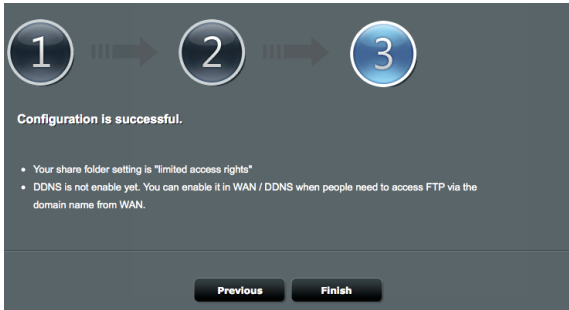 1 2 3
Configuration is successful.
• Your share folder setting is "limited access rights"
• DDNS is not enable yet. You can enable it in WAN / DDNS when people need to access FTP via the
domain name from WAN.
Previous Finish